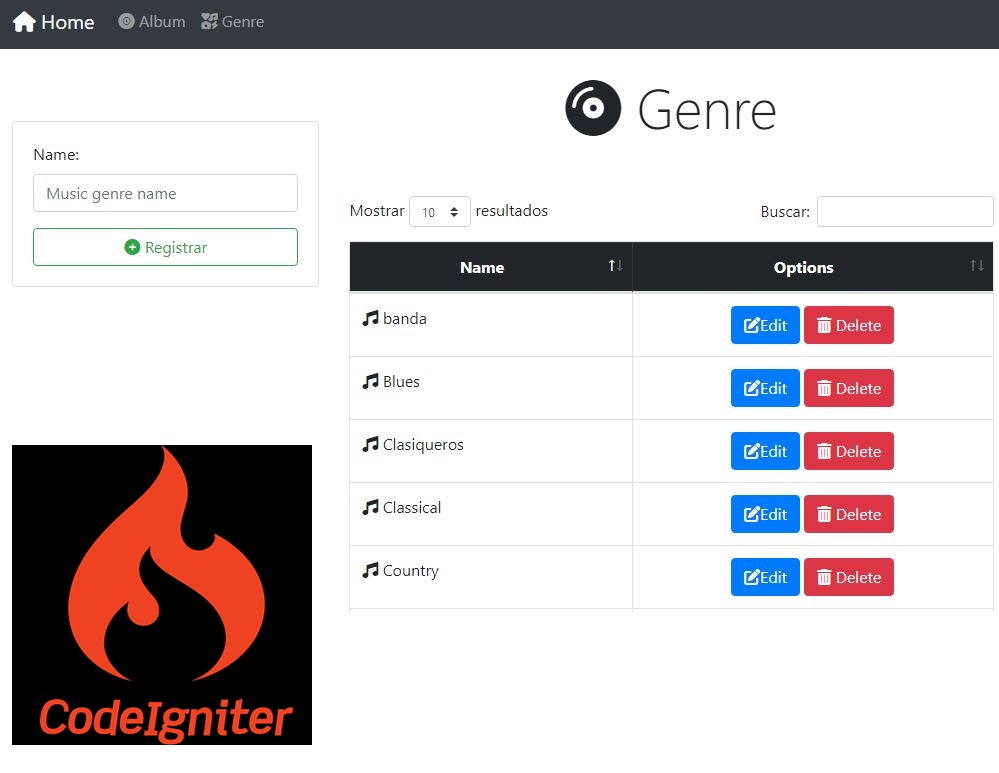 Home Album Genre
Genre
Name:
Music genre name
Registrar
Mostrar 10 resultados
Buscar:
Name Options
banda Edit Delete
Blues Edit Delete
Clasiqueros Edit Delete
Classical Edit Delete
Country Edit Delete
CodeIgniter